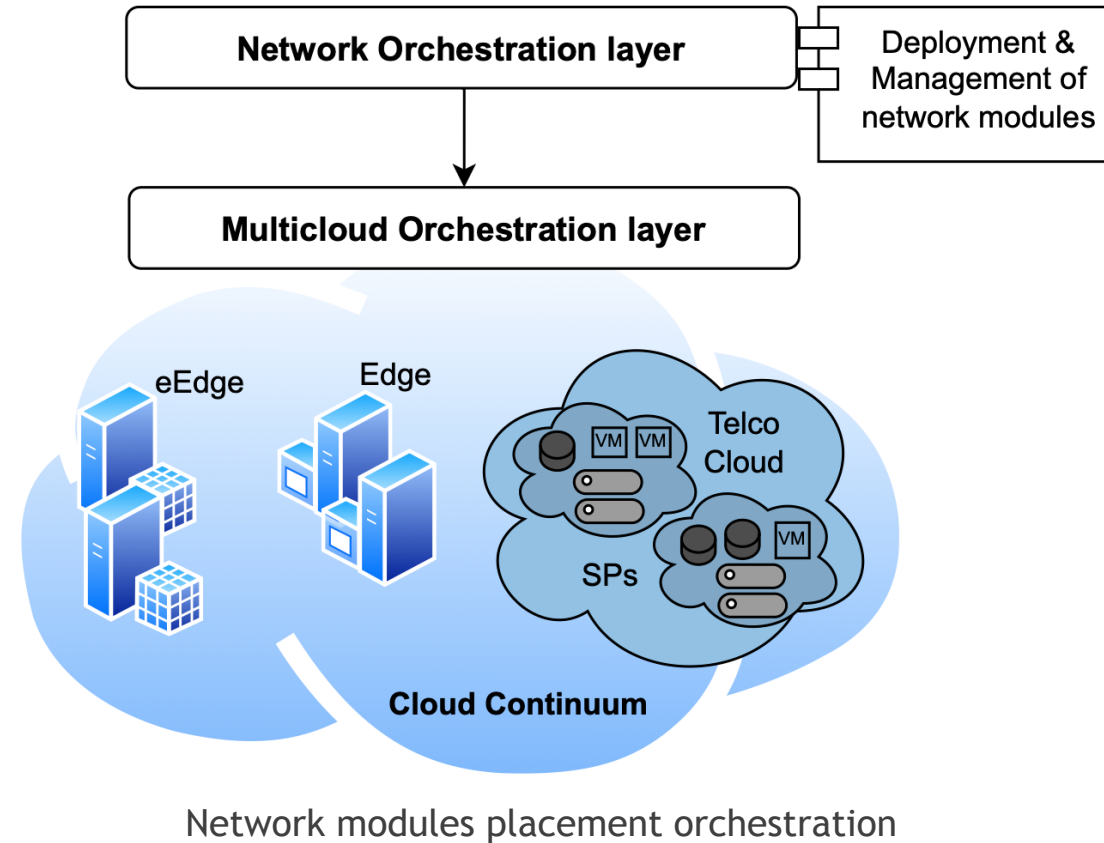 Network Orchestration layer
Deployment &
Management of
network modules
Multicloud Orchestration layer
eEdge
Edge
Telco
Cloud
VM VM
VM
SPs
Cloud Continuum
Network modules placement orchestration